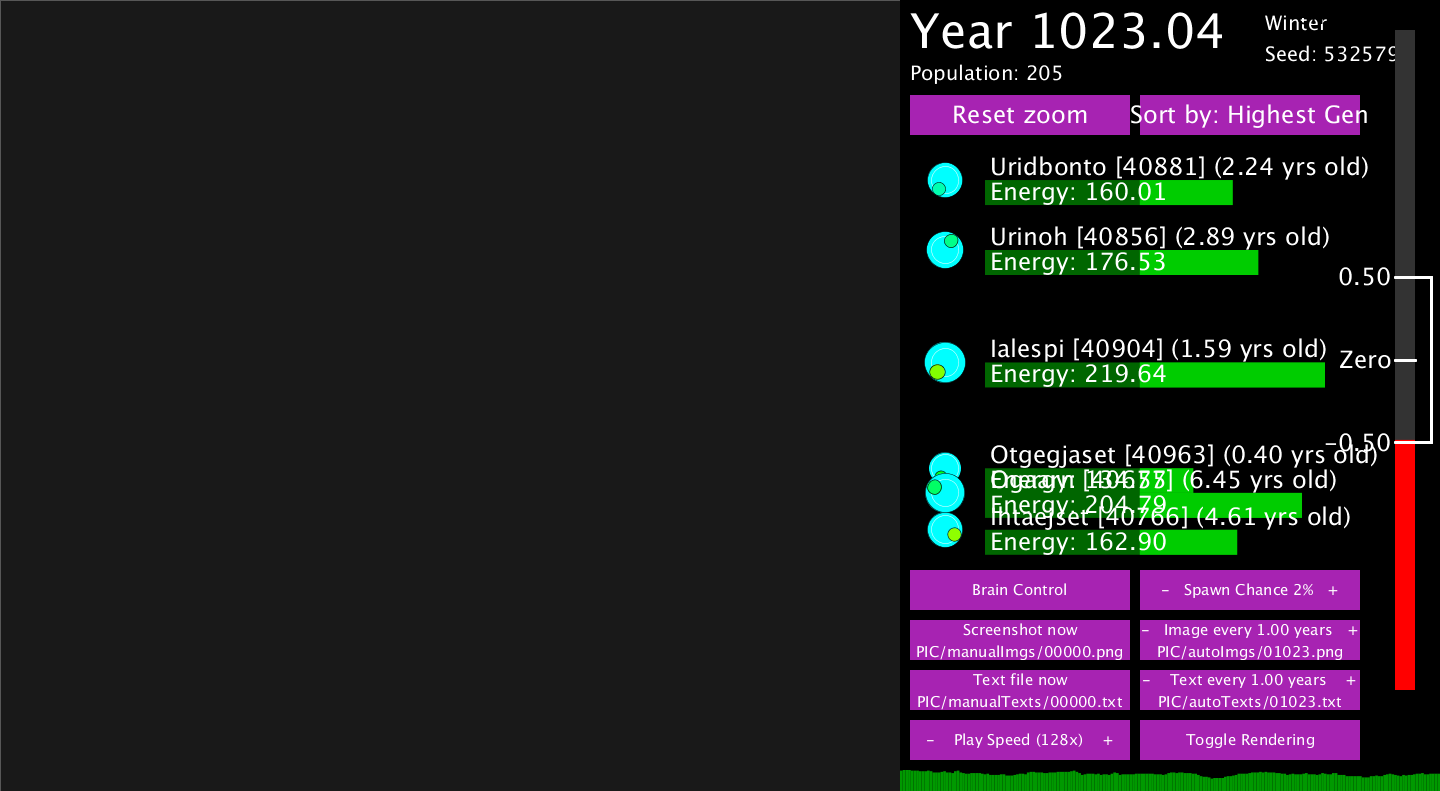 Year 1023.04
Winter
Seed: 532579
Population: 205
Reset zoom
Sort by: Highest Gen
Uridbonto [40881] (2.24 yrs old)
Energy: 160.01
Urinoh [40856] (2.89 yrs old)
Energy: 176.53
0.50
Ialespi [40904] (1.59 yrs old)
Zero
Energy: 219.64
-0.50
Otgegjaset [40963] (0.40 yrs old)
(6.45 yrs old)
Energy: 204.79
Intaejset [40766] (4.61 yrs old)
Energy: 162.90
Brain Control
- Spawn Chance 2% +
Screenshot now
PIC/manualImgs/00000.png
- Image every 1.00 years +
PIC/autoImgs/01023.png
Text file now
PIC/manualTexts/00000.txt
- Text every 1.00 years +
PIC/autoTexts/01023.txt
- Play Speed (128x) +
Toggle Rendering